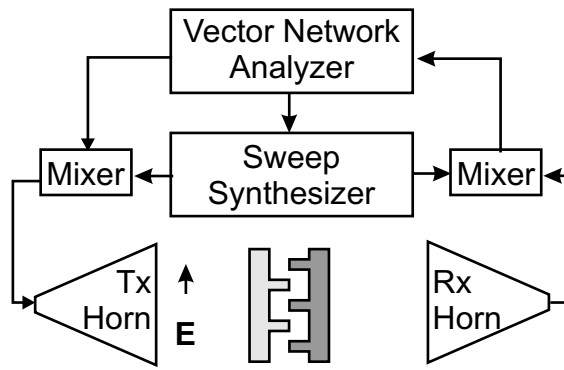 Vector Network
Analyzer
Mixer
Sweep
Synthesizer
Mixer
Tx
Horn
E
Rx
Horn